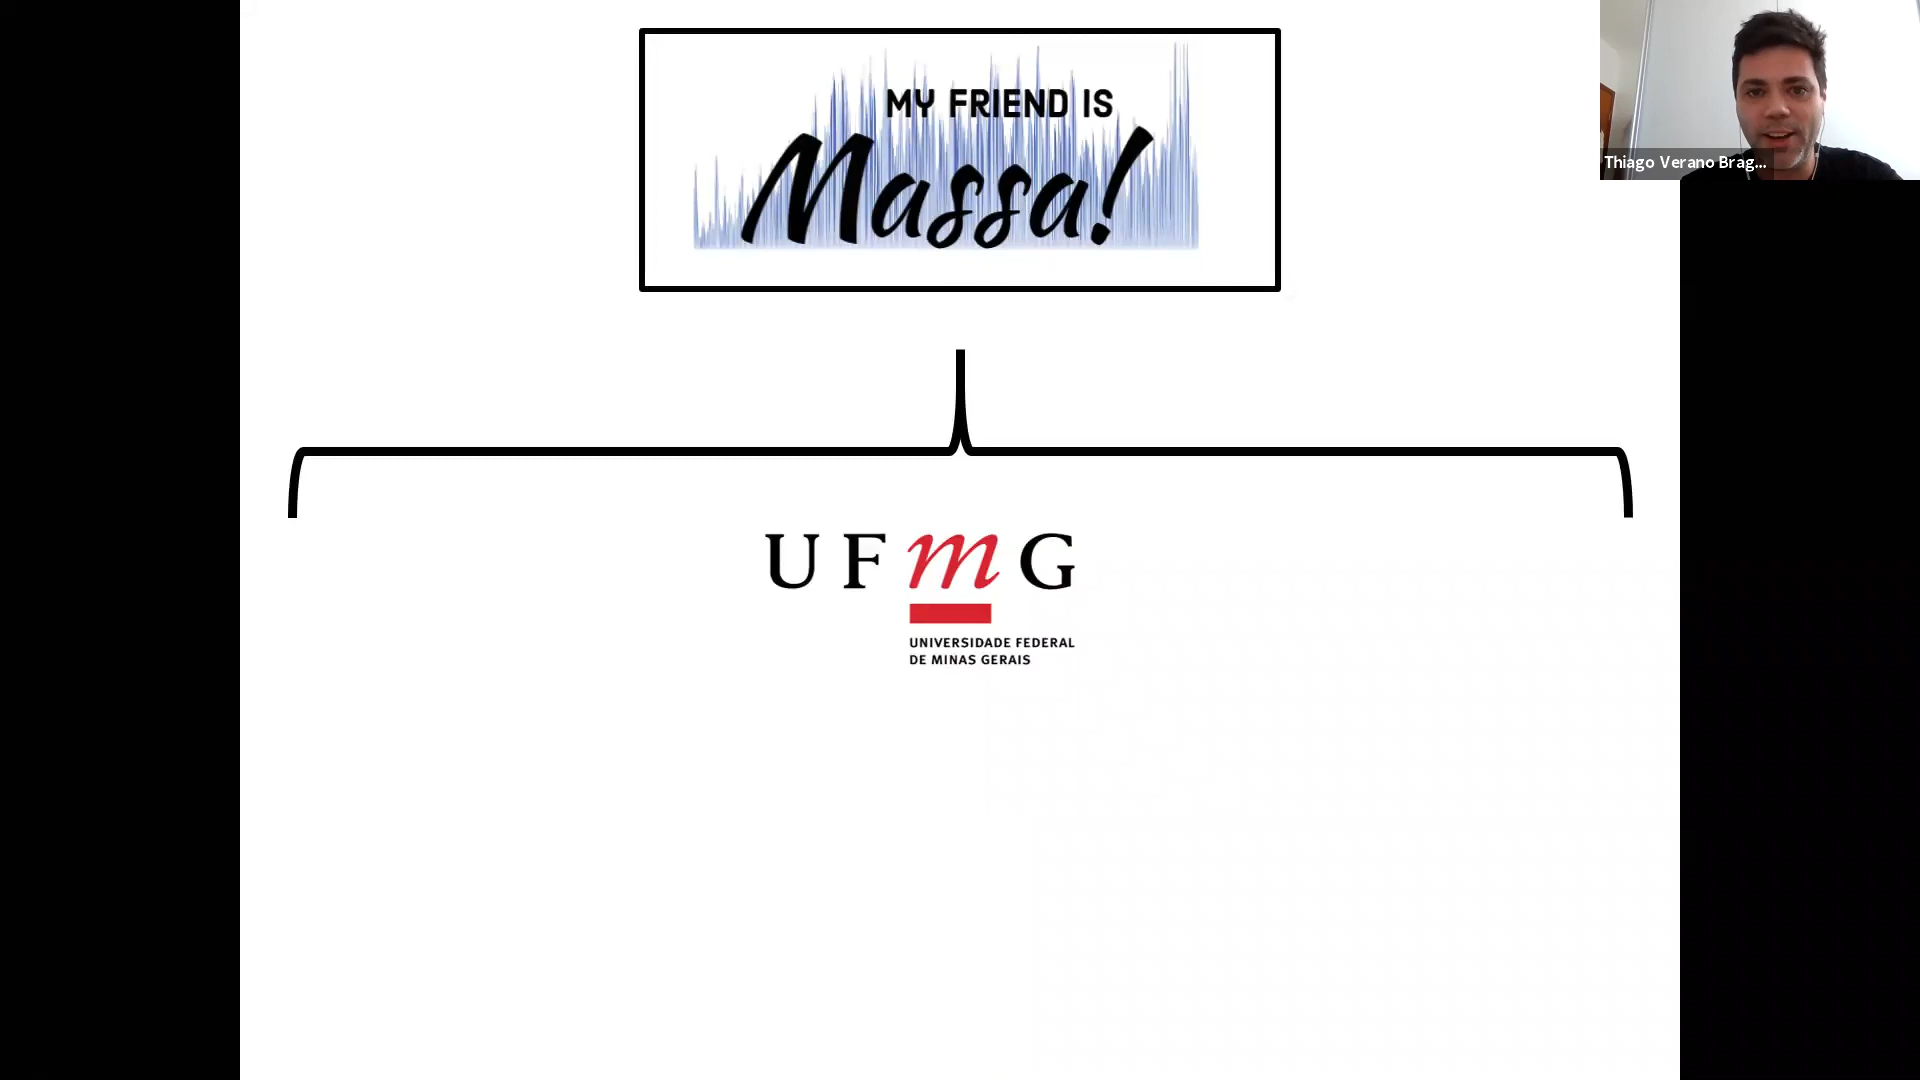 MY FRIEND IS
Massa!
Thiago Verano Brag...
UFmG
UNIVERSIDADE FEDERAL
DE MINAS GERAIS